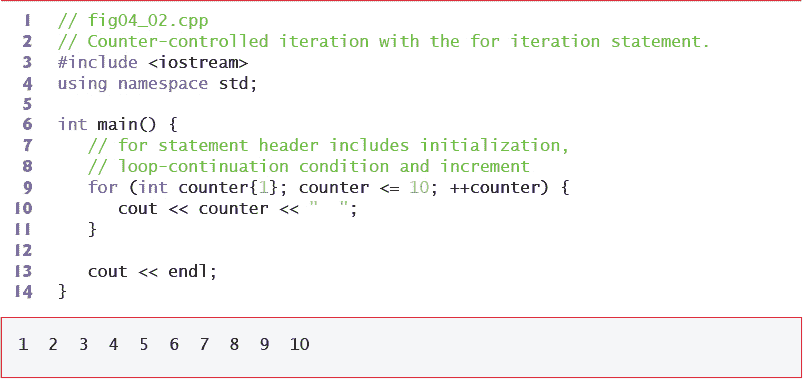 1 // fig04_02.cpp
2 // Counter-controlled iteration with the for iteration statement.
3 #include <iostream>
4 using namespace std;
5
6 int main() {
7 // for statement header includes initialization,
8 // loop-continuation condition and increment
9 for (int counter{1}; counter <= 10; ++counter) {
10 cout << counter << "  ";
11 }
12
13 cout << endl;
14 }
1  2  3  4  5  6  7  8  9  10